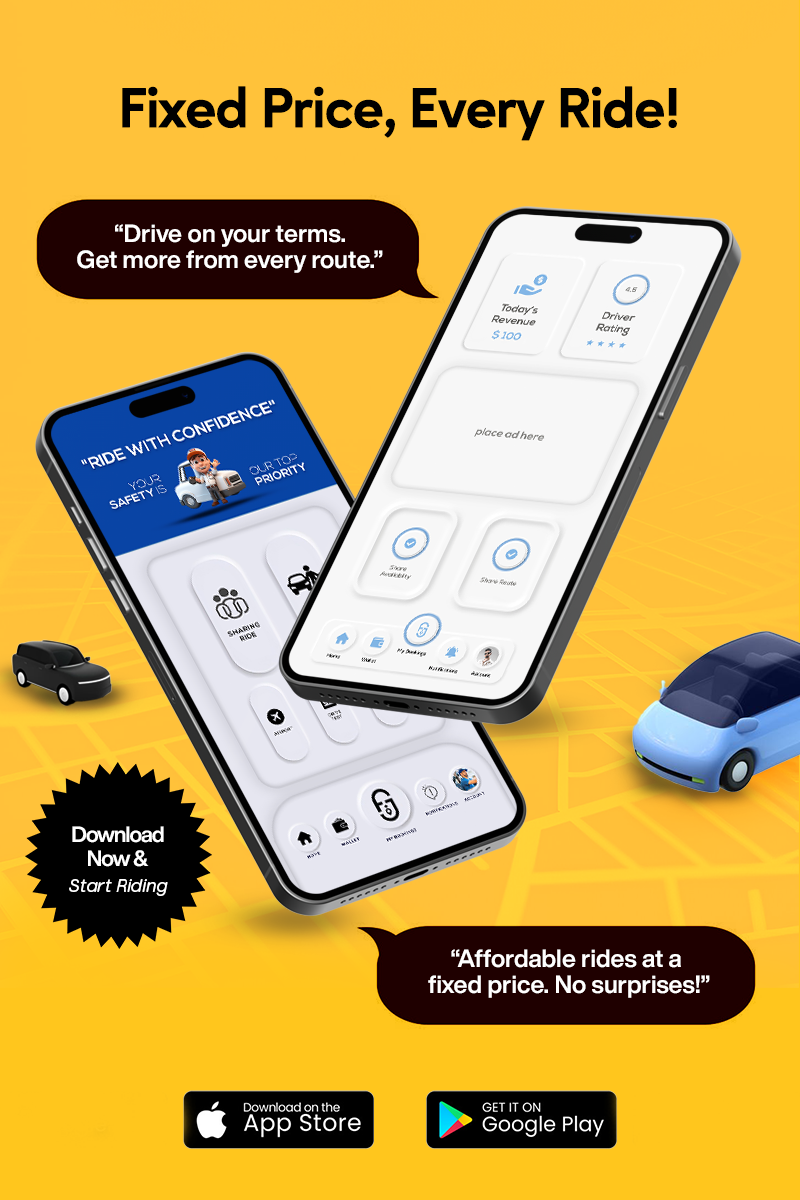 Fixed Price, Every Ride!
“Drive on your terms.
Get more from every route.”
Today's
Revenue
$ 100
4.5
Driver
Rating
place ad here
Share
Availability
Share Route
Home
Wallet
My Bookings
Notifications
Account
"RIDE WITH CONFIDENCE"
YOUR
SAFETY IS
OUR TOP
PRIORITY
SHARING
RIDE
AIRPORT
HOME
WALLET
MY BOOKINGS
ACCOUNT
Download
Now &
Start Riding
“Affordable rides at a
fixed price. No surprises!”
Download on the
App Store
GET IT ON
Google Play